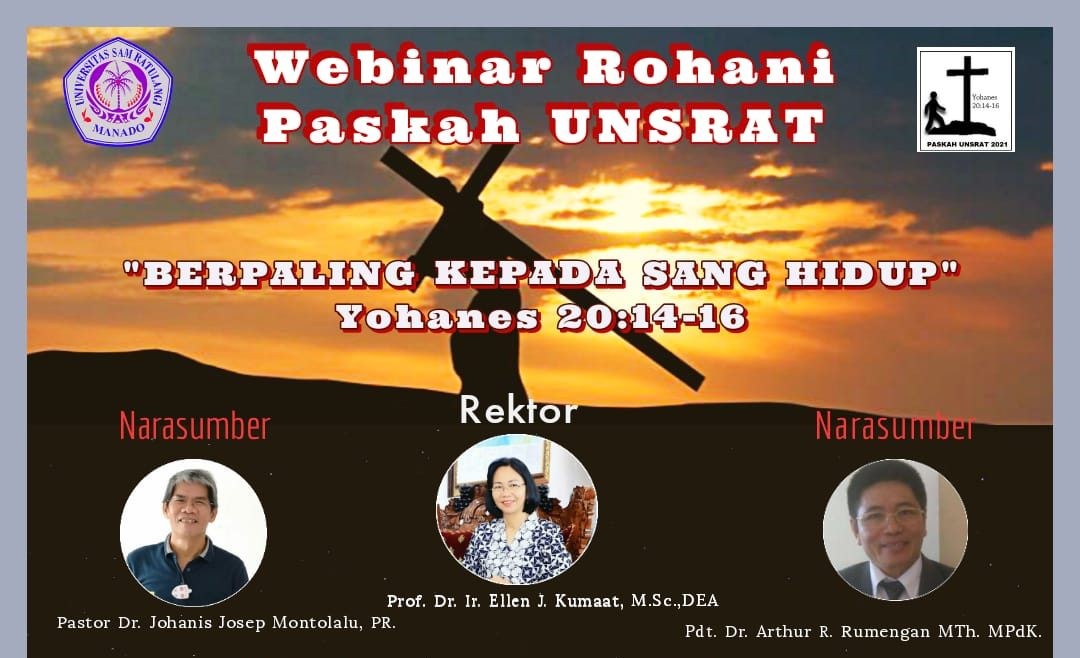 UNIVERSITAS SAM RATULANGI
MANADO
Webinar Rohani
Paskah UNSRAT
Yohanes
20:14-16
PASKAH UNSRAT 2021
"BERPALING KEPADA SANG HIDUP"
Yohanes 20:14-16
Narasumber
Rektor
Narasumber
Prof. Dr. Ir. Ellen J. Kumaat, M.Sc.,DEA
Pastor Dr. Johanis Josep Montolalu, PR.
Pdt. Dr. Arthur R. Rumengan MTh. MPdK.